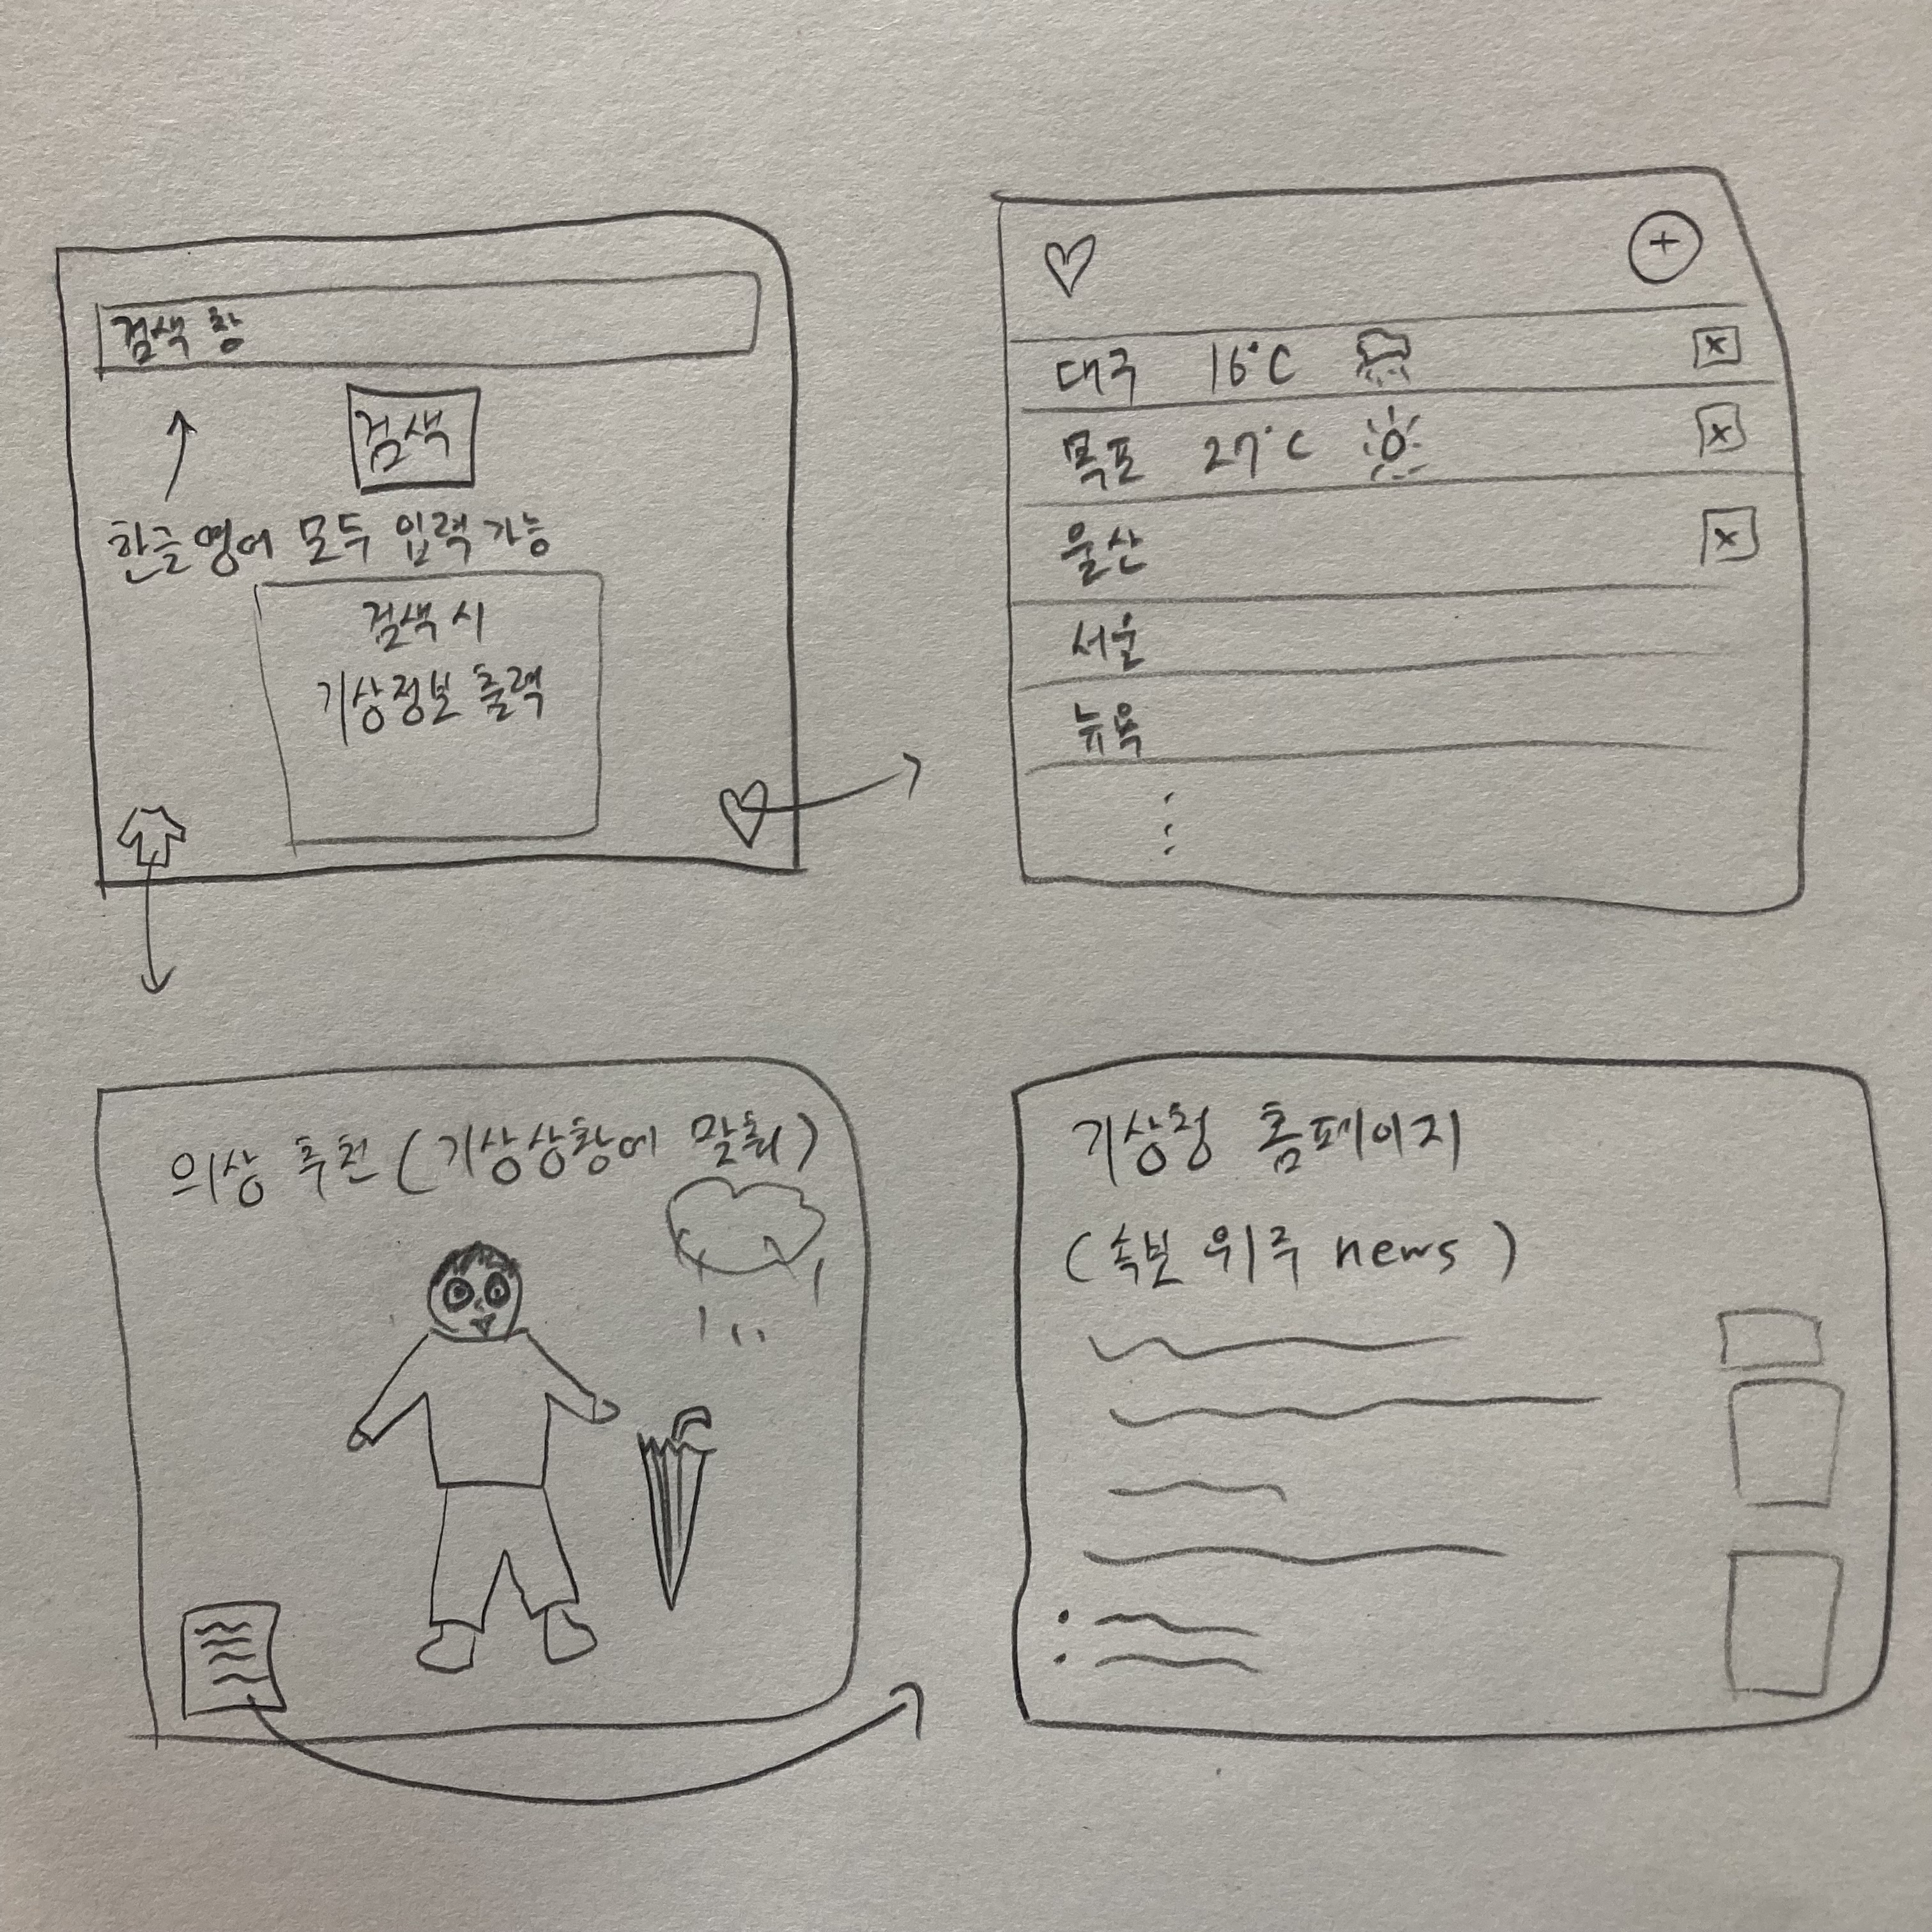 검색 창
검색
한글 영어 모두 입력 가능
검색 시
기상정보 출력
+
대구 16°C x
목포 27°C x
울산 x
서울
뉴욕
의상 추천 (기상상황에 맞춰)
기상청 홈페이지
(속보 위주 news)